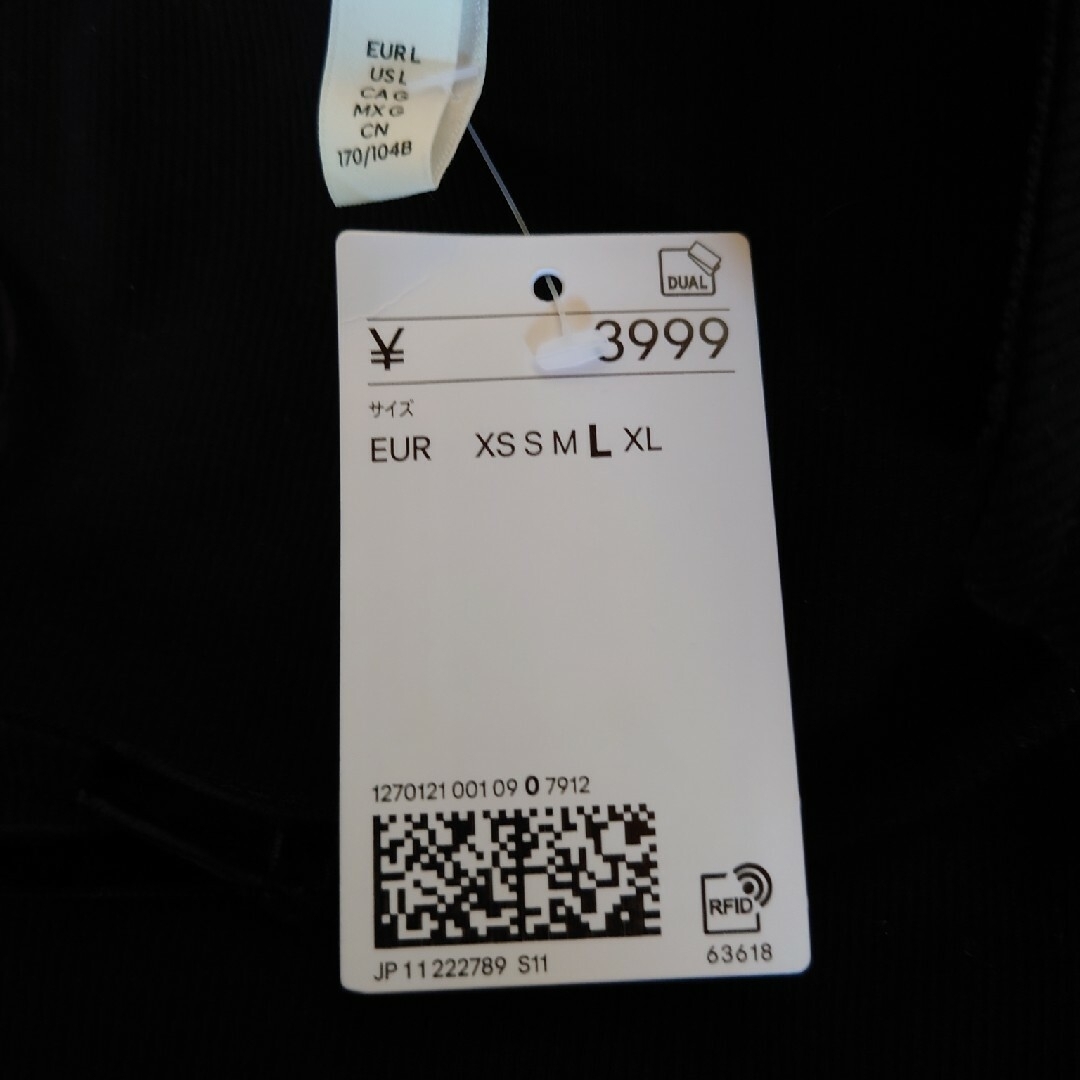 EUR L
US L
CA G
MX G
CN
170/104B
DUAL
¥ 3999
サイズ
EUR XS S M L XL
1270121 001 09 0 7912
RFID
JP 11 222789 S11
63618